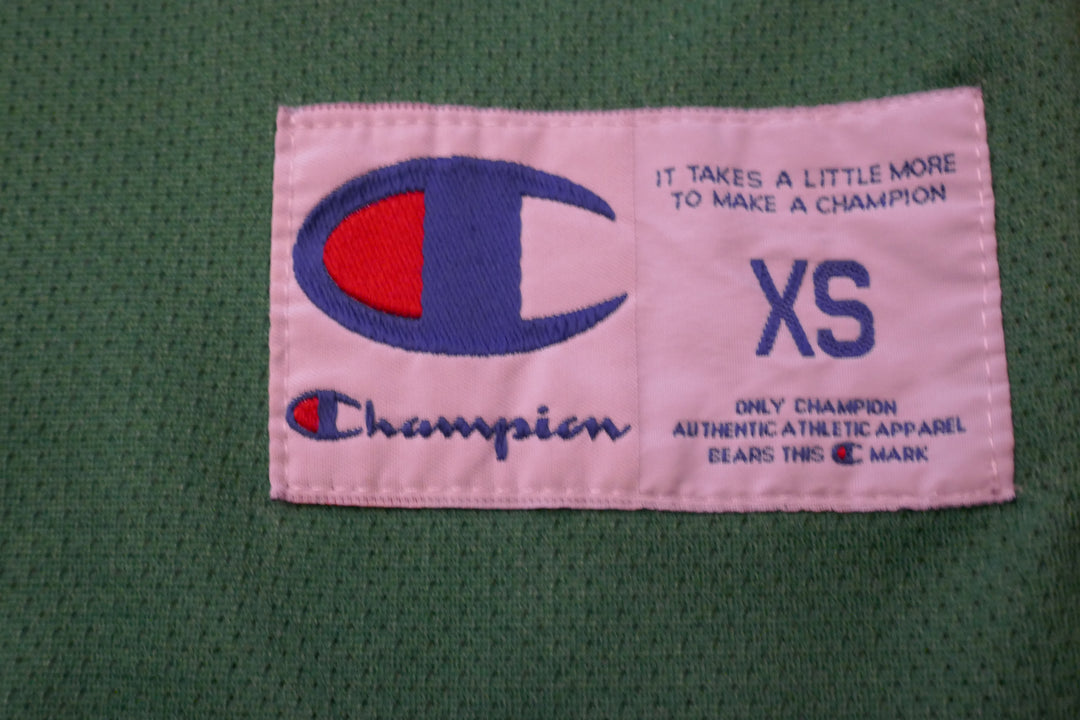 Champion
IT TAKES A LITTLE MORE
TO MAKE A CHAMPION
XS
ONLY CHAMPION
AUTHENTIC ATHLETIC APPAREL
BEARS THIS C MARK